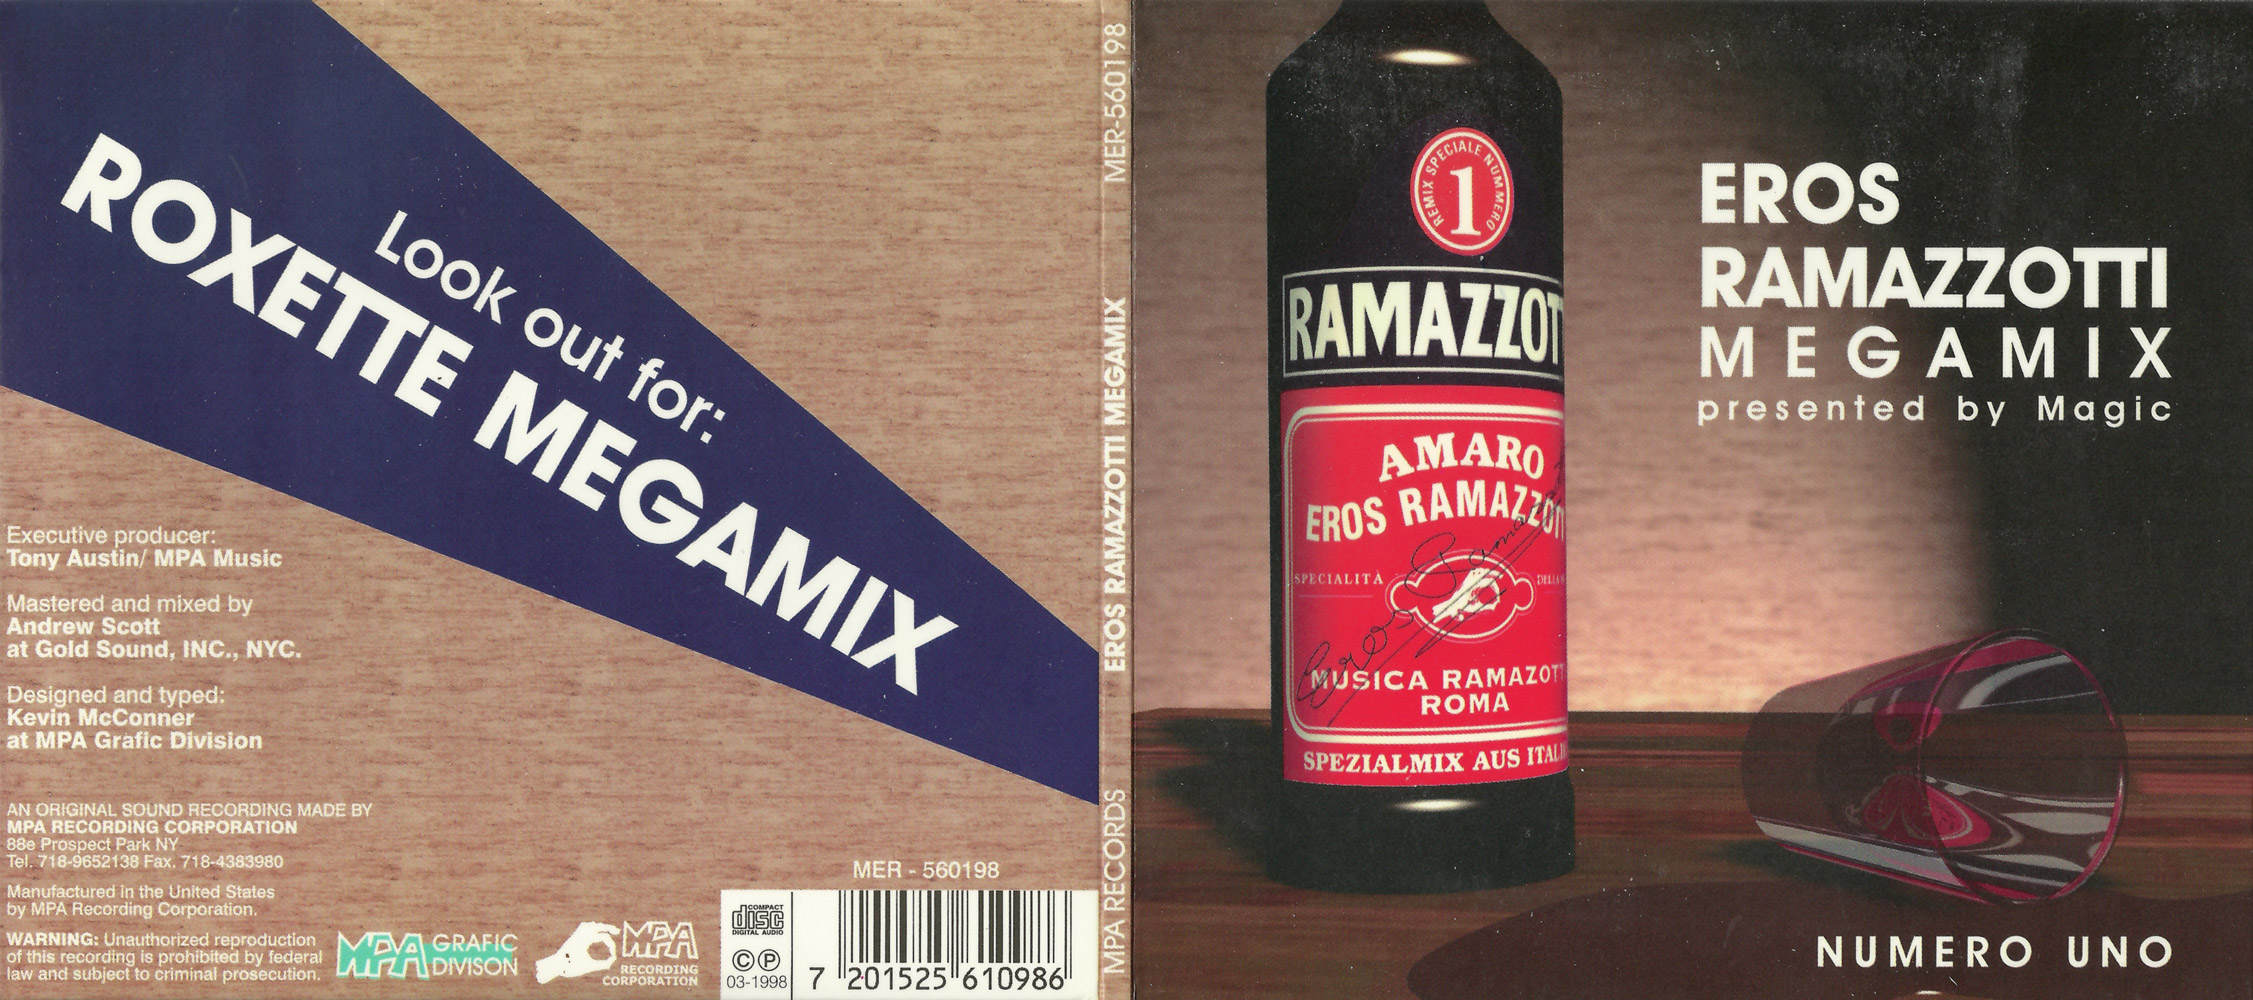 Look out for:
ROXETTE MEGAMIX
Executive producer:
Tony Austin/ MPA Music
Mastered and mixed by
Andrew Scott
at Gold Sound, INC., NYC.
Designed and typed:
Kevin McConner
at MPA Grafic Division
AN ORIGINAL SOUND RECORDING MADE BY
MPA RECORDING CORPORATION
88e Prospect Park NY
Tel. 718-9652138 Fax. 718-4383980
Manufactured in the United States
by MPA Recording Corporation.
WARNING: Unauthorized reproduction
of this recording is prohibited by federal
law and subject to criminal prosecution.
MPA GRAFIC
DIVISON
MPA
RECORDING
CORPORATION
MER - 560198
COMPACT
disc
DIGITAL AUDIO
© ℗
03-1998
7 201525 610986
MER-560198
EROS RAMAZZOTTI MEGAMIX
MPA RECORDS
REMIX SPECIALE NUMMERO
1
RAMAZZOT
AMARO
EROS RAMAZZOT
SPECIALITÀ
Eros Ramazz
MUSICA RAMAZOTT
ROMA
SPEZIALMIX AUS ITAL
EROS
RAMAZZOTTI
MEGAMIX
presented by Magic
NUMERO UNO